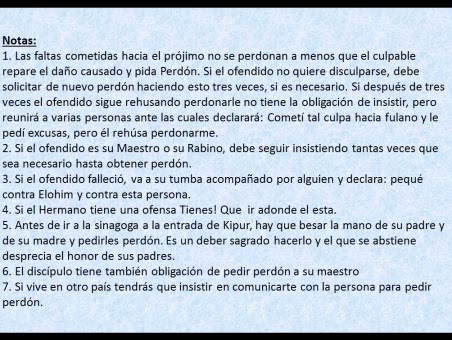 Notas:
1. Las faltas cometidas hacia el prójimo no se perdonan a menos que el culpable
repare el daño causado y pida Perdón. Si el ofendido no quiere disculparse, debe
solicitar de nuevo perdón haciendo esto tres veces, si es necesario. Si después de tres
veces el ofendido sigue rehusando perdonarle no tiene la obligación de insistir, pero
reunirá a varias personas ante las cuales declarará: Cometí tal culpa hacia fulano y le
pedí excusas, pero él rehúsa perdonarme.
2. Si el ofendido es su Maestro o su Rabino, debe seguir insistiendo tantas veces que
sea necesario hasta obtener perdón.
3. Si el ofendido falleció, va a su tumba acompañado por alguien y declara: pequé
contra Elohim y contra esta persona.
4. Si el Hermano tiene una ofensa Tienes! Que ir adonde el esta.
5. Antes de ir a la sinagoga a la entrada de Kipur, hay que besar la mano de su padre y
de su madre y pedirles perdón. Es un deber sagrado hacerlo y el que se abstiene
desprecia el honor de sus padres.
6. El discípulo tiene también obligación de pedir perdón a su maestro
7. Si vive en otro país tendrás que insistir en comunicarte con la persona para pedir
perdón.